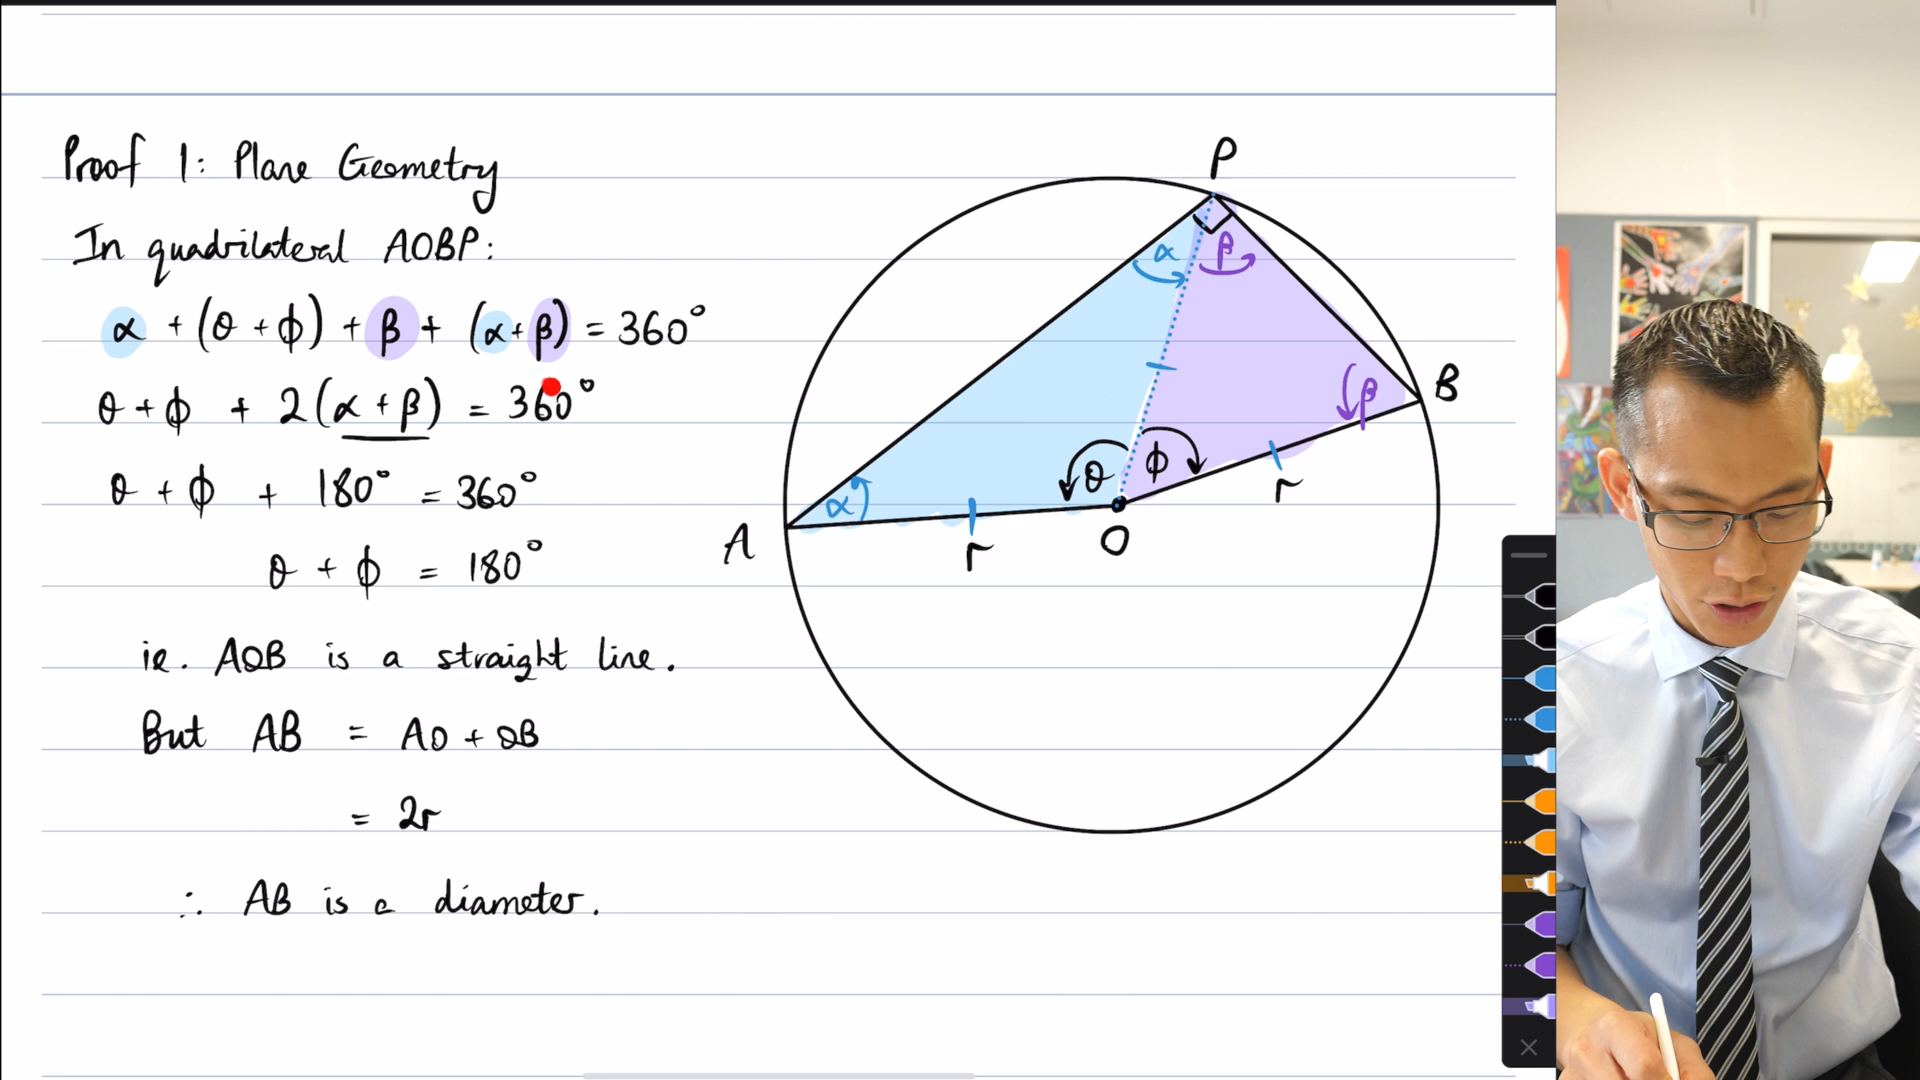 Proof 1: Plane Geometry
In quadrilateral AOBP:
α + (θ + ϕ) + β + (α + β) = 360°
θ + ϕ + 2(α + β) = 360°
θ + ϕ + 180° = 360°
θ + ϕ = 180°
ie. AOB is a straight line.
But AB = AO + OB
= 2r
∴ AB is a diameter.
P
α β
B
β
θ ϕ
r
α
A
r
O